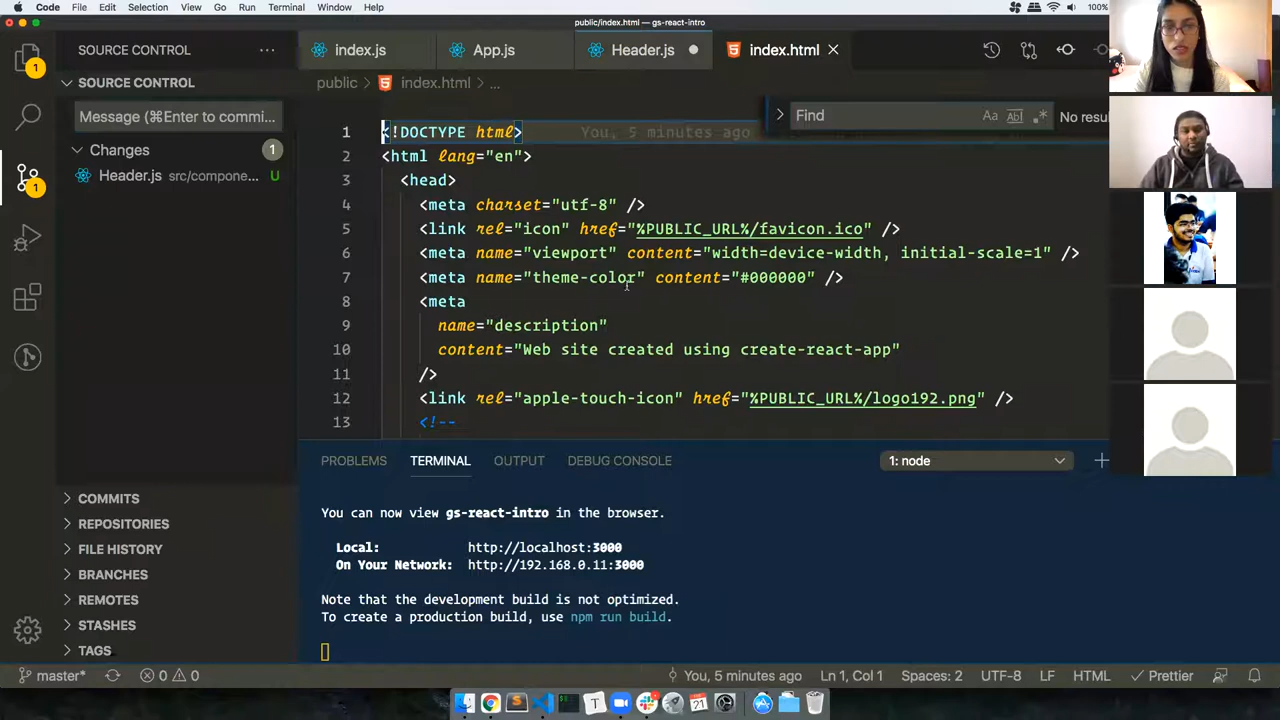 Code File Edit Selection View Go Run Terminal Window Help 100%
public/index.html — gs-react-intro
SOURCE CONTROL ···
index.js App.js Header.js index.html
SOURCE CONTROL
public index.html ...
Message (⌘Enter to commi...
Find Aa Abl No resu
Changes 1
Header.js src/compone... U
1 <!DOCTYPE html> You, 5 minutes ago
2 <html lang="en">
3 <head>
4 <meta charset="utf-8" />
5 <link rel="icon" href="%PUBLIC_URL%/favicon.ico" />
6 <meta name="viewport" content="width=device-width, initial-scale=1" />
7 <meta name="theme-color" content="#000000" />
8 <meta
9 name="description"
10 content="Web site created using create-react-app"
11 />
12 <link rel="apple-touch-icon" href="%PUBLIC_URL%/logo192.png" />
13 <!--
1
1
PROBLEMS TERMINAL OUTPUT DEBUG CONSOLE 1: node
You can now view gs-react-intro in the browser.
Local: http://localhost:3000
On Your Network: http://192.168.0.11:3000
Note that the development build is not optimized.
To create a production build, use npm run build.
COMMITS
REPOSITORIES
FILE HISTORY
BRANCHES
REMOTES
STASHES
TAGS
master* 0 0 You, 5 minutes ago Ln 1, Col 1 Spaces: 2 UTF-8 LF HTML Prettier
21